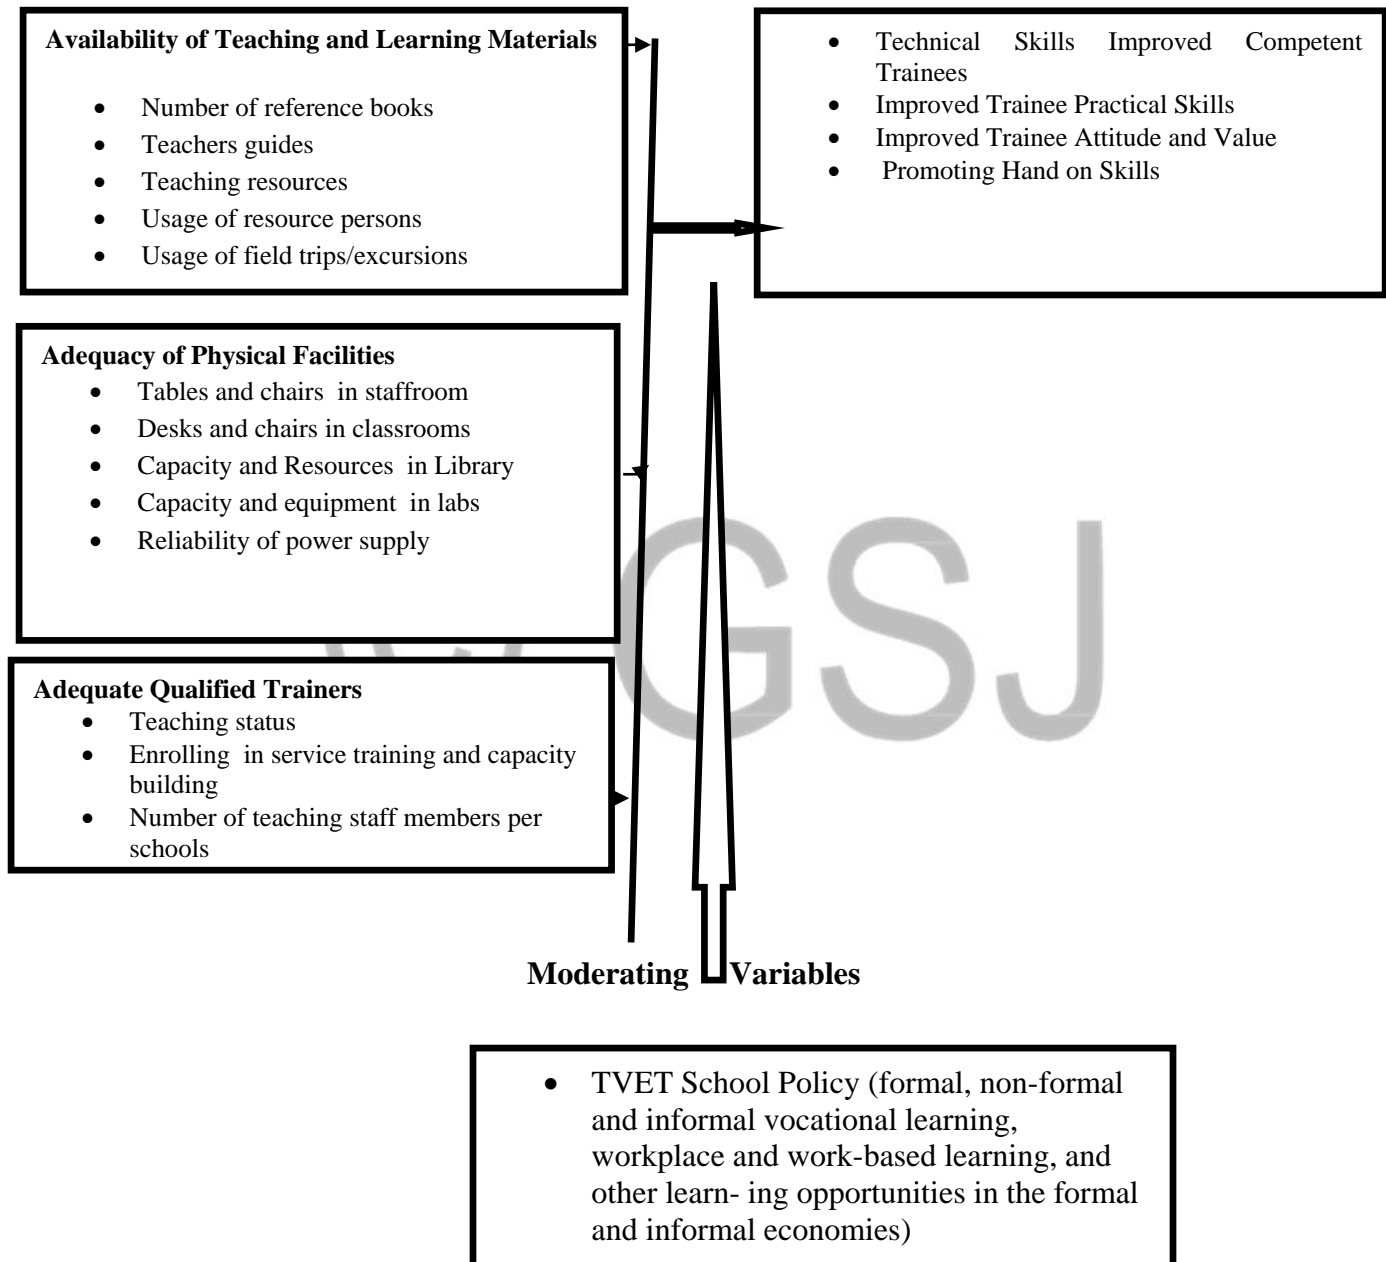 Availability of Teaching and Learning Materials
• Number of reference books
• Teachers guides
• Teaching resources
• Usage of resource persons
• Usage of field trips/excursions
• Technical Skills Improved Competent
Trainees
• Improved Trainee Practical Skills
• Improved Trainee Attitude and Value
• Promoting Hand on Skills
Adequacy of Physical Facilities
• Tables and chairs in staffroom
• Desks and chairs in classrooms
• Capacity and Resources in Library
• Capacity and equipment in labs
• Reliability of power supply
GSJ
Adequate Qualified Trainers
• Teaching status
• Enrolling in service training and capacity
building
• Number of teaching staff members per
schools
Moderating Variables
• TVET School Policy (formal, non-formal
and informal vocational learning,
workplace and work-based learning, and
other learn- ing opportunities in the formal
and informal economies)